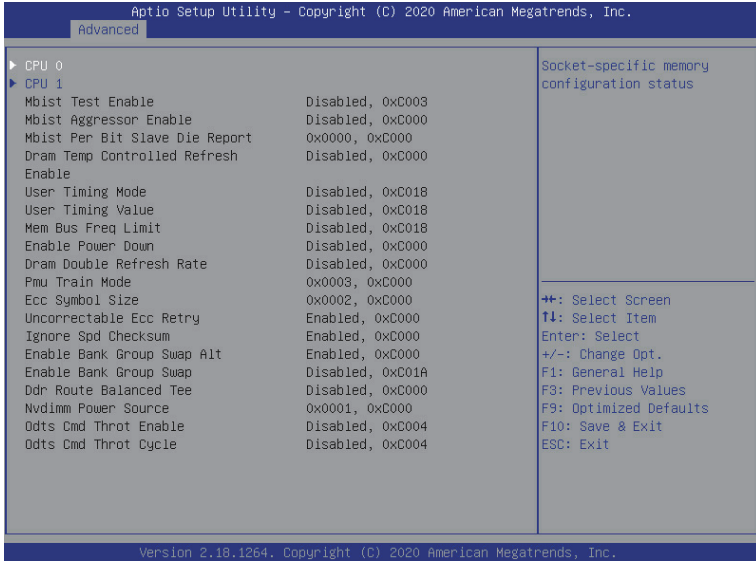 Aptio Setup Utility – Copyright (C) 2020 American Megatrends, Inc.
Advanced
CPU 0
CPU 1
Mbist Test Enable Disabled, 0xC003
Mbist Aggressor Enable Disabled, 0xC000
Mbist Per Bit Slave Die Report 0x0000, 0xC000
Dram Temp Controlled Refresh Disabled, 0xC000
Enable
User Timing Mode Disabled, 0xC018
User Timing Value Disabled, 0xC018
Mem Bus Freq Limit Disabled, 0xC018
Enable Power Down Disabled, 0xC000
Dram Double Refresh Rate Disabled, 0xC000
Pmu Train Mode 0x0003, 0xC000
Ecc Symbol Size 0x0002, 0xC000
Uncorrectable Ecc Retry Enabled, 0xC000
Ignore Spd Checksum Enabled, 0xC000
Enable Bank Group Swap Alt Enabled, 0xC000
Enable Bank Group Swap Disabled, 0xC01A
Ddr Route Balanced Tee Disabled, 0xC000
Nvdimm Power Source 0x0001, 0xC000
Odts Cmd Throt Enable Disabled, 0xC004
Odts Cmd Throt Cycle Disabled, 0xC004
Socket-specific memory
configuration status
→←: Select Screen
↑↓: Select Item
Enter: Select
+/-: Change Opt.
F1: General Help
F3: Previous Values
F9: Optimized Defaults
F10: Save & Exit
ESC: Exit
Version 2.18.1264. Copyright (C) 2020 American Megatrends, Inc.